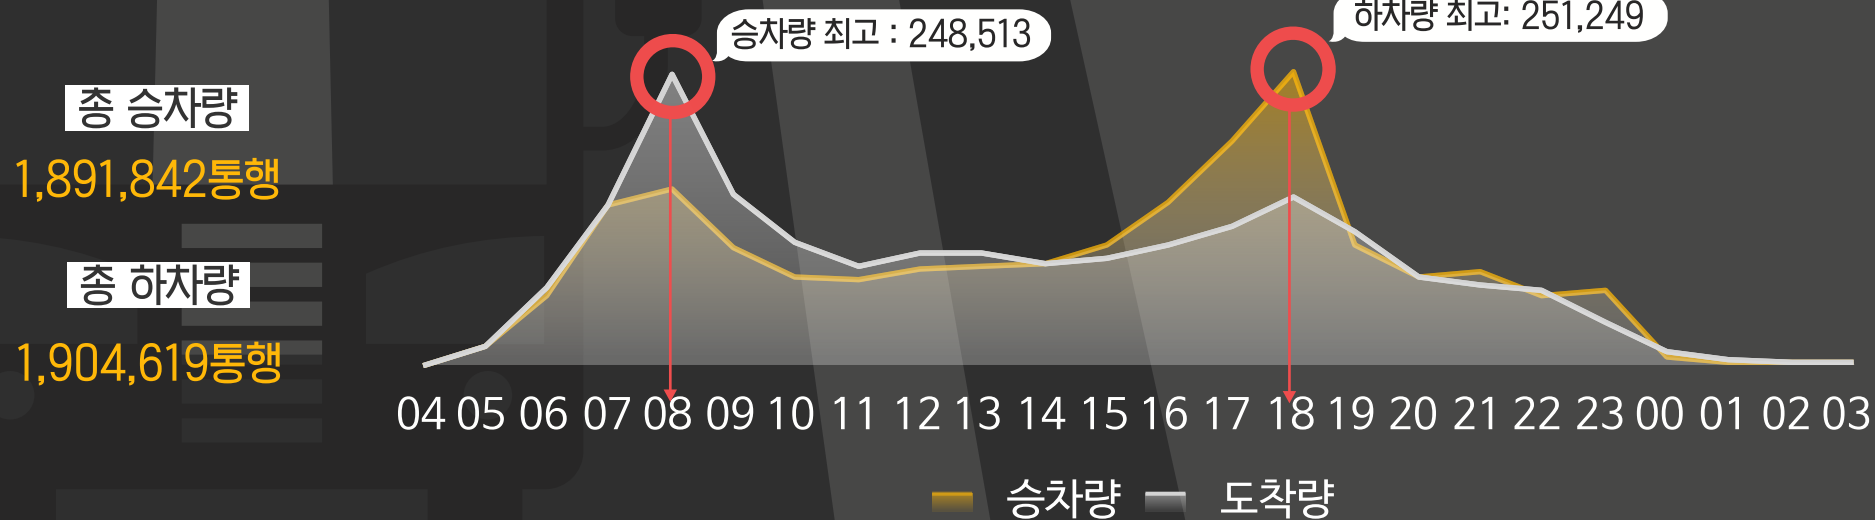 승차량 최고 : 248,513
하차량 최고: 251,249
총 승차량
1,891,842통행
총 하차량
1,904,619통행
04 05 06 07 08 09 10 11 12 13 14 15 16 17 18 19 20 21 22 23 00 01 02 03
승차량 도착량